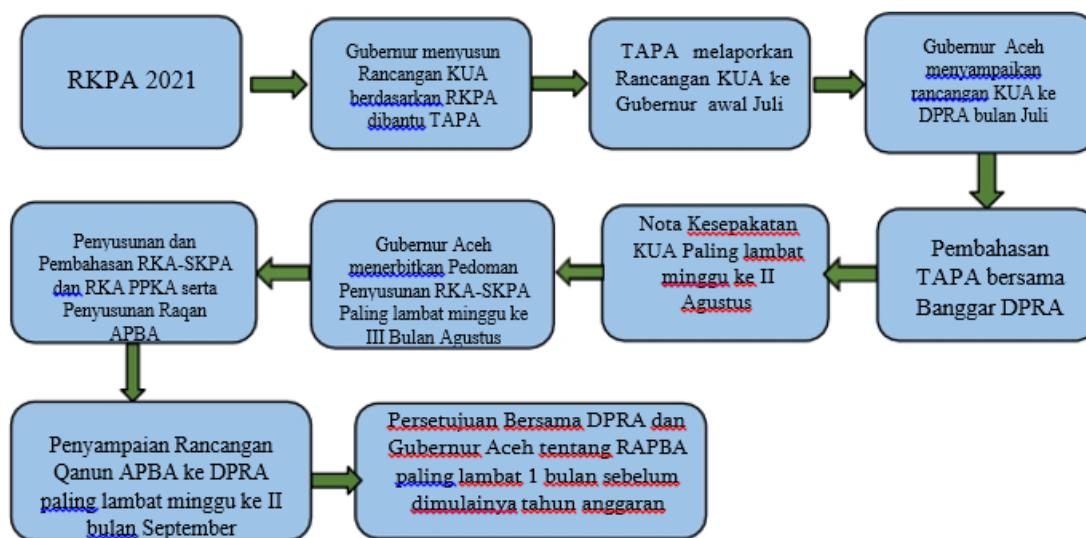 RKPA 2021
Gubernur menyusun
Rancangan KUA
berdasarkan RKPA
dibantu TAPA
TAPA melaporkan
Rancangan KUA ke
Gubernur awal Juli
Gubernur Aceh
menyampaikan
rancangan KUA ke
DPRA bulan Juli
Pembahasan
TAPA bersama
Banggar DPRA
Nota Kesepakatan
KUA Paling lambat
minggu ke II
Agustus
Gubernur Aceh
menerbitkan Pedoman
Penyusunan RKA-SKPA
Paling lambat minggu ke
III Bulan Agustus
Penyusunan dan
Pembahasan RKA-SKPA
dan RKA PPKA serta
Penyusunan Raqan
APBA
Penyampaian Rancangan
Qanun APBA ke DPRA
paling lambat minggu ke II
bulan September
Persetujuan Bersama DPRA dan
Gubernur Aceh tentang RAPBA
paling lambat 1 bulan sebelum
dimulainya tahun anggaran